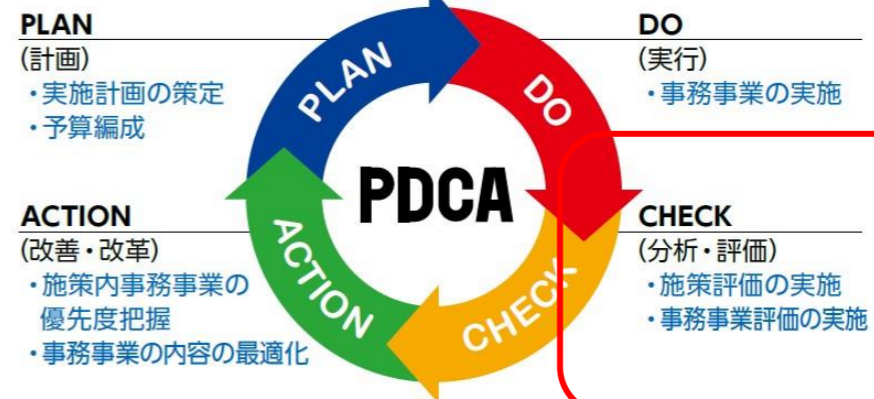 PLAN
(計画)
・実施計画の策定
・予算編成
DO
(実行)
・事務事業の実施
PLAN
DO
PDCA
ACTION
CHECK
ACTION
(改善・改革)
・施策内事務事業の
優先度把握
・事務事業の内容の最適化
CHECK
(分析・評価)
・施策評価の実施
・事務事業評価の実施